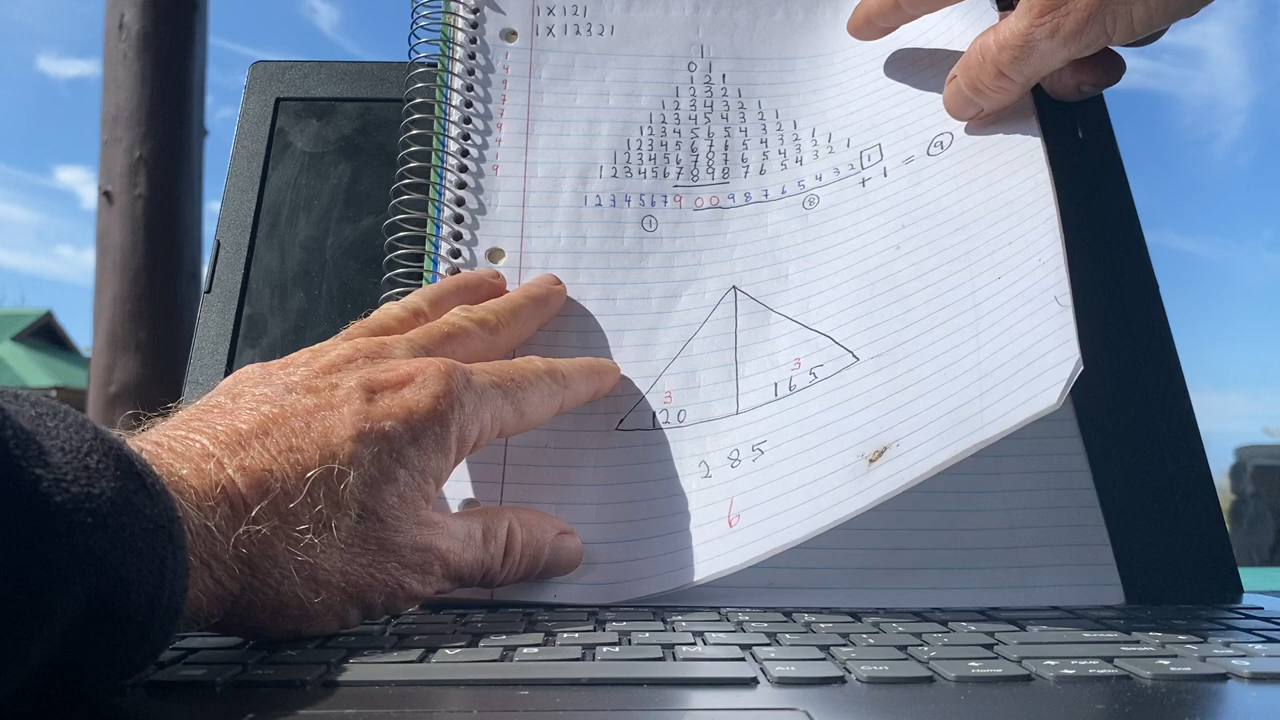 1 X 121
1 X 12321
1
0 1
1 2 1
1 2 3 2 1
1 2 3 4 3 2 1
1 2 3 4 5 4 3 2 1
1 2 3 4 5 6 5 4 3 2 1
1 2 3 4 5 6 7 6 5 4 3 2 1
1 2 3 4 5 6 7 8 7 6 5 4 3 2 1
1 2 3 4 5 6 7 8 9 8 7 6 5 4 3 2 1
+ 1 = 9
1 2 3 4 5 6 7 9 0 0 9 8 7 6 5 4 3 2 1
1 8
3 3
120 165
285
6
Alt Ctrl Home PgUp PgDn End